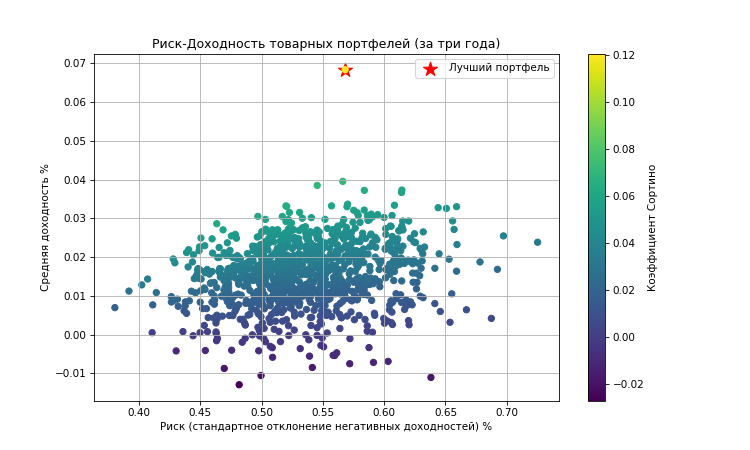 Риск-Доходность товарных портфелей (за три года)
Лучший портфель
0.07
0.06
0.05
0.04
0.03
0.02
0.01
0.00
−0.01
Средняя доходность %
0.40 0.45 0.50 0.55 0.60 0.65 0.70
Риск (стандартное отклонение негативных доходностей) %
0.12
0.10
0.08
0.06
0.04
0.02
0.00
−0.02
Коэффициент Сортино